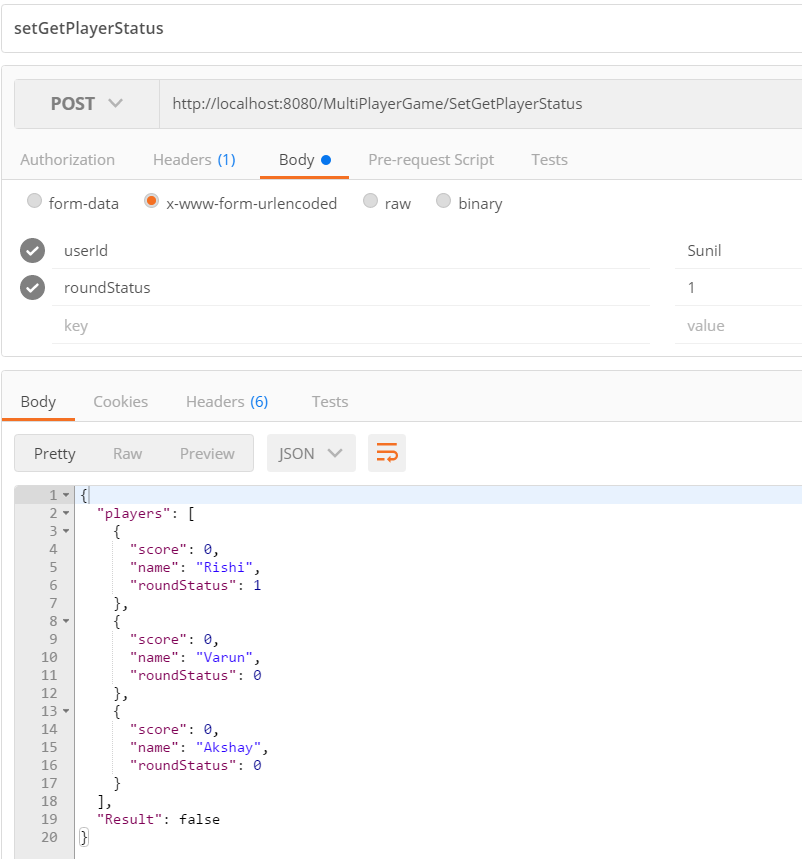 setGetPlayerStatus
POST http://localhost:8080/MultiPlayerGame/SetGetPlayerStatus
Authorization Headers (1) Body Pre-request Script Tests
form-data x-www-form-urlencoded raw binary
userId Sunil
roundStatus 1
key value
Body Cookies Headers (6) Tests
Pretty Raw Preview JSON
1 {
2 "players": [
3 {
4 "score": 0,
5 "name": "Rishi",
6 "roundStatus": 1
7 },
8 {
9 "score": 0,
10 "name": "Varun",
11 "roundStatus": 0
12 },
13 {
14 "score": 0,
15 "name": "Akshay",
16 "roundStatus": 0
17 }
18 ],
19 "Result": false
20 }